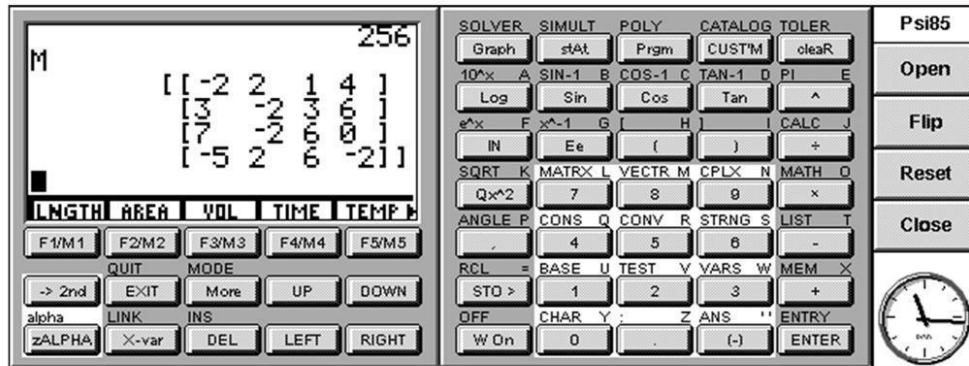 256
M
[[-2 2 1 4 ]
[3 -2 3 6 ]
[7 -2 6 0 ]
[-5 2 6 -2]]
LNGTH AREA VOL TIME TEMP
F1/M1 F2/M2 F3/M3 F4/M4 F5/M5
QUIT MODE
-> 2nd EXIT More UP DOWN
alpha LINK INS
zALPHA X-var DEL LEFT RIGHT
SOLVER SIMULT POLY CATALOG TOLER
Graph stAt Prgm CUST'M cleaR
10^x A SIN-1 B COS-1 C TAN-1 D PI E
Log Sin Cos Tan ^
e^x F x^-1 G [ H ] I CALC J
lN Ee ( ) ÷
SQRT K MATRX L VECTR M CPLX N MATH O
Qx^2 7 8 9 ×
ANGLE P CONS Q CONV R STRNG S LIST T
, 4 5 6 -
RCL = BASE U TEST V VARS W MEM X
STO > 1 2 3 +
OFF CHAR Y : Z ANS '' ENTRY
W On 0 . (-) ENTER
Psi85
Open
Flip
Reset
Close